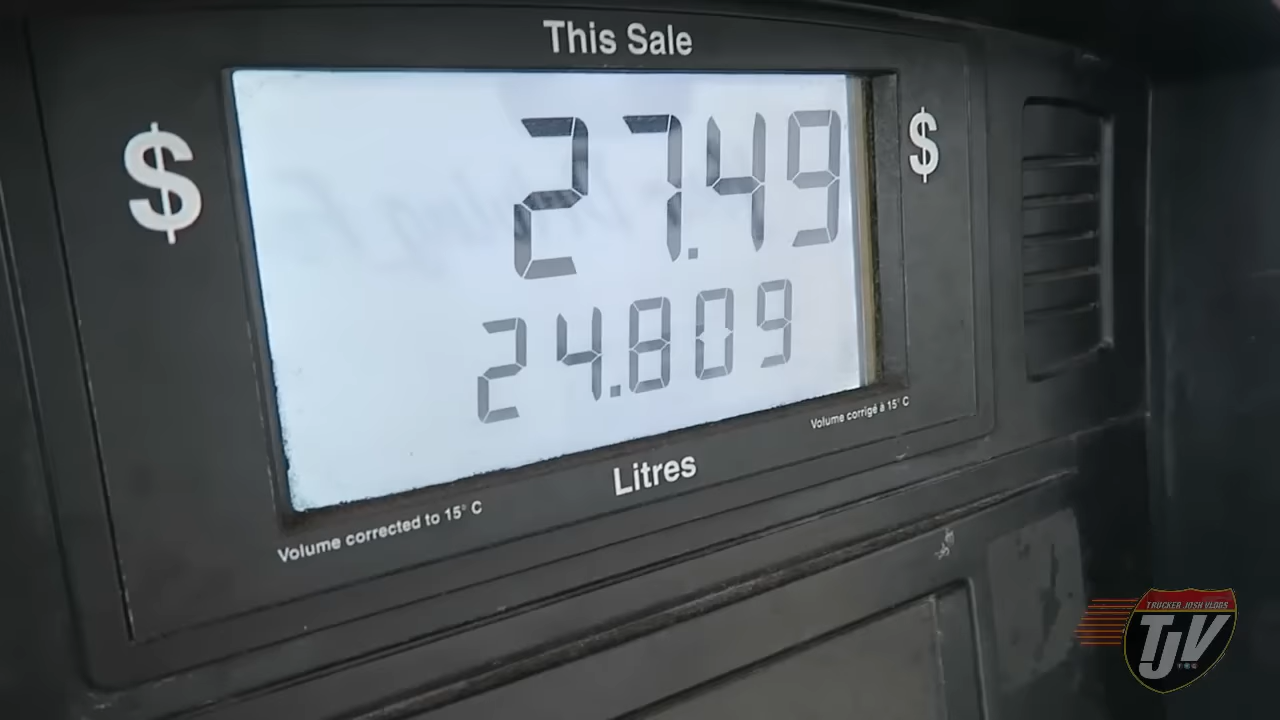 This Sale
$ 27.49 $
24.809
Litres
Volume corrected to 15° C
Volume corrigé à 15° C
TRUCKER JOSH VLOGS
TJV